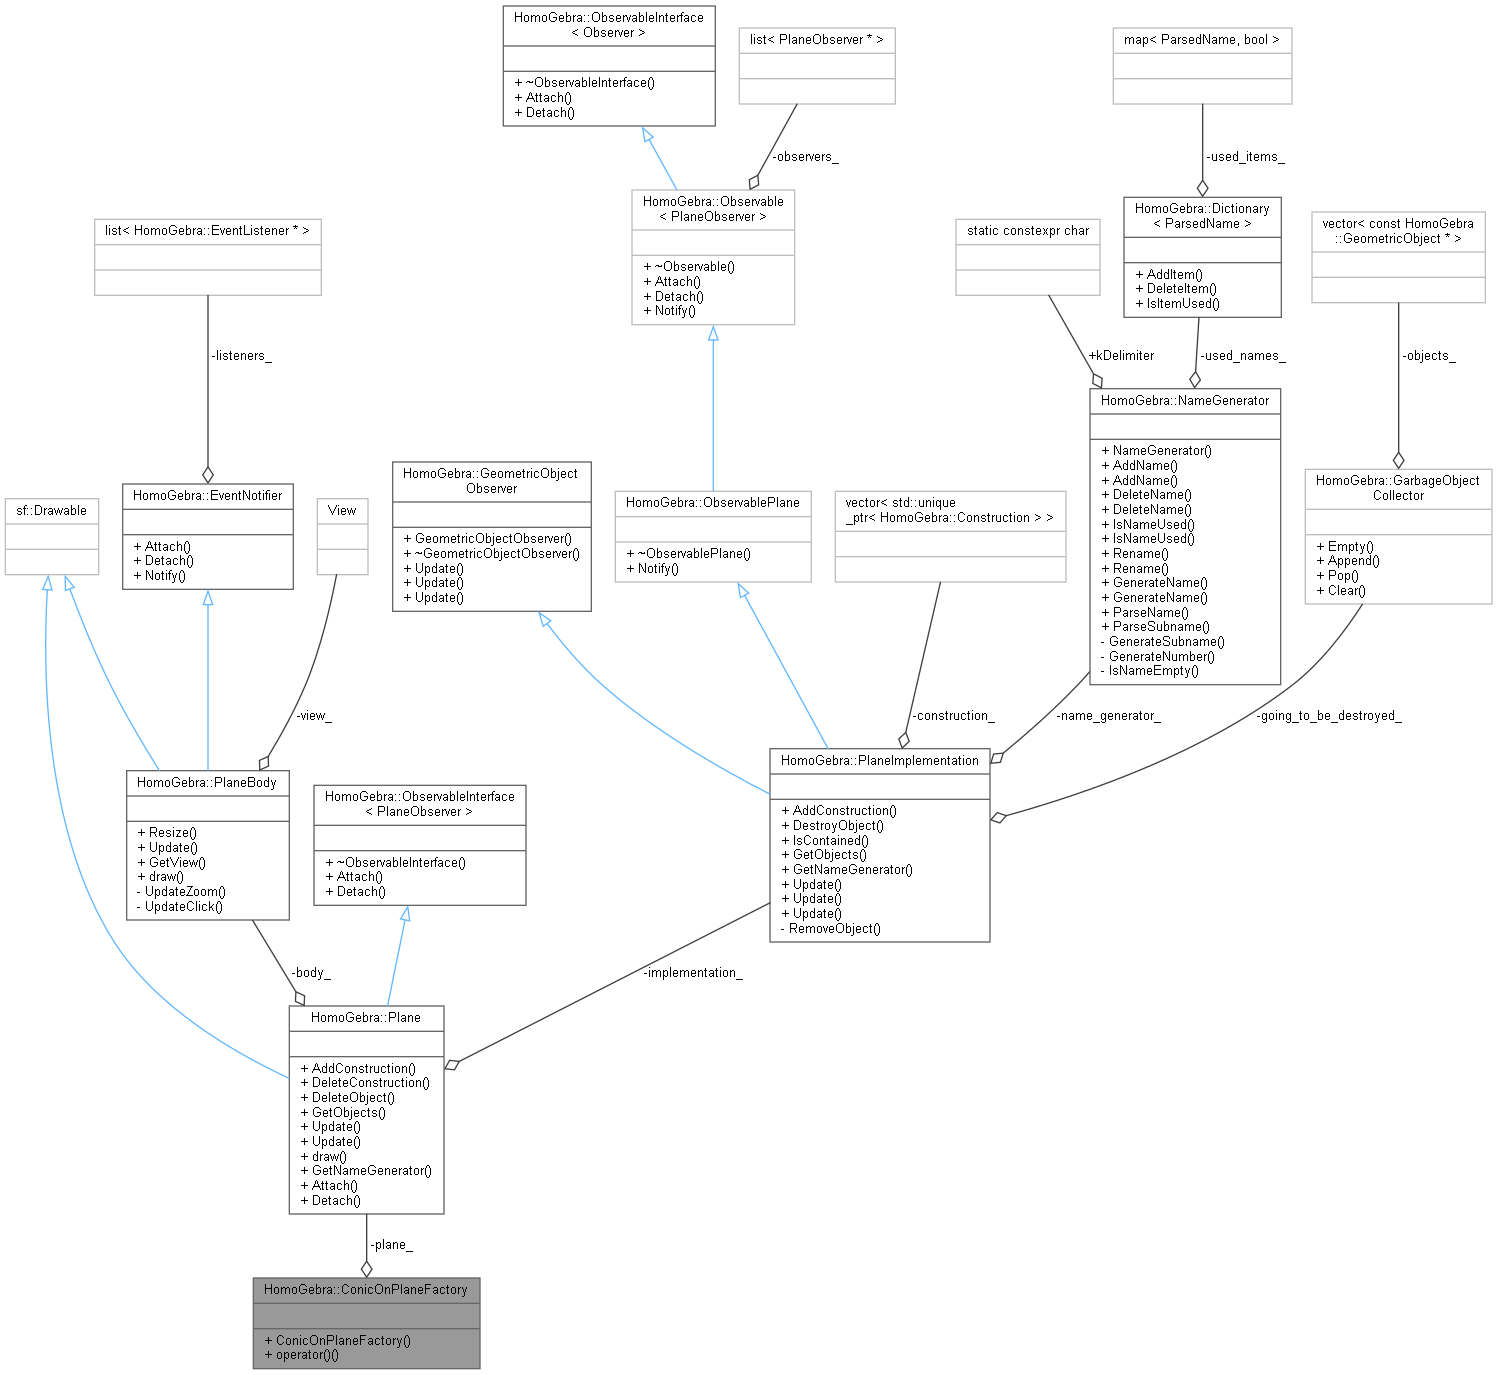 HomoGebra::ObservableInterface
< Observer >
+ ~ObservableInterface()
+ Attach()
+ Detach()
list< PlaneObserver * >
map< ParsedName, bool >
-observers_
-used_items_
HomoGebra::Observable
< PlaneObserver >
+ ~Observable()
+ Attach()
+ Detach()
+ Notify()
HomoGebra::Dictionary
< ParsedName >
+ AddItem()
+ DeleteItem()
+ IsItemUsed()
list< HomoGebra::EventListener * >
static constexpr char
vector< const HomoGebra
::GeometricObject * >
-listeners_
+kDelimiter
-used_names_
-objects_
HomoGebra::NameGenerator
+ NameGenerator()
+ AddName()
+ AddName()
+ DeleteName()
+ DeleteName()
+ IsNameUsed()
+ IsNameUsed()
+ Rename()
+ Rename()
+ GenerateName()
+ GenerateName()
+ ParseName()
+ ParseSubname()
- GenerateSubname()
- GenerateNumber()
- IsNameEmpty()
HomoGebra::GarbageObject
Collector
+ Empty()
+ Append()
+ Pop()
+ Clear()
sf::Drawable
HomoGebra::EventNotifier
+ Attach()
+ Detach()
+ Notify()
View
HomoGebra::GeometricObject
Observer
+ GeometricObjectObserver()
+ ~GeometricObjectObserver()
+ Update()
+ Update()
+ Update()
HomoGebra::ObservablePlane
+ ~ObservablePlane()
+ Notify()
vector< std::unique
_ptr< HomoGebra::Construction > >
-view_
-construction_
-name_generator_
-going_to_be_destroyed_
HomoGebra::PlaneBody
+ Resize()
+ Update()
+ GetView()
+ draw()
- UpdateZoom()
- UpdateClick()
HomoGebra::ObservableInterface
< PlaneObserver >
+ ~ObservableInterface()
+ Attach()
+ Detach()
HomoGebra::PlaneImplementation
+ AddConstruction()
+ DestroyObject()
+ IsContained()
+ GetObjects()
+ GetNameGenerator()
+ Update()
+ Update()
+ Update()
- RemoveObject()
-body_
-implementation_
HomoGebra::Plane
+ AddConstruction()
+ DeleteConstruction()
+ DeleteObject()
+ GetObjects()
+ Update()
+ Update()
+ draw()
+ GetNameGenerator()
+ Attach()
+ Detach()
-plane_
HomoGebra::ConicOnPlaneFactory
+ ConicOnPlaneFactory()
+ operator()()